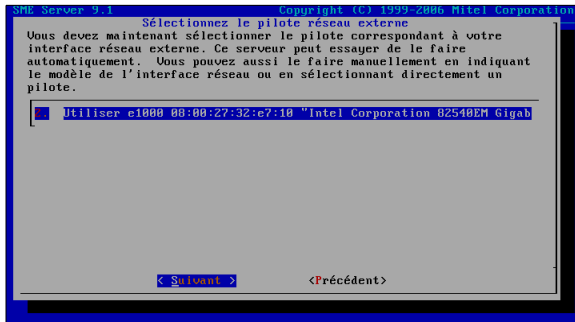 SME Server 9.1 Copyright (C) 1999-2006 Mitel Corporation
Sélectionnez le pilote réseau externe
Vous devez maintenant sélectionner le pilote correspondant à votre
interface réseau externe. Ce serveur peut essayer de le faire
automatiquement. Vous pouvez aussi le faire manuellement en indiquant
le modèle de l'interface réseau ou en sélectionnant directement un
pilote.
2. Utiliser e1000 08:00:27:32:e7:10 "Intel Corporation 82540EM Gigab
< Suivant > <Précédent>